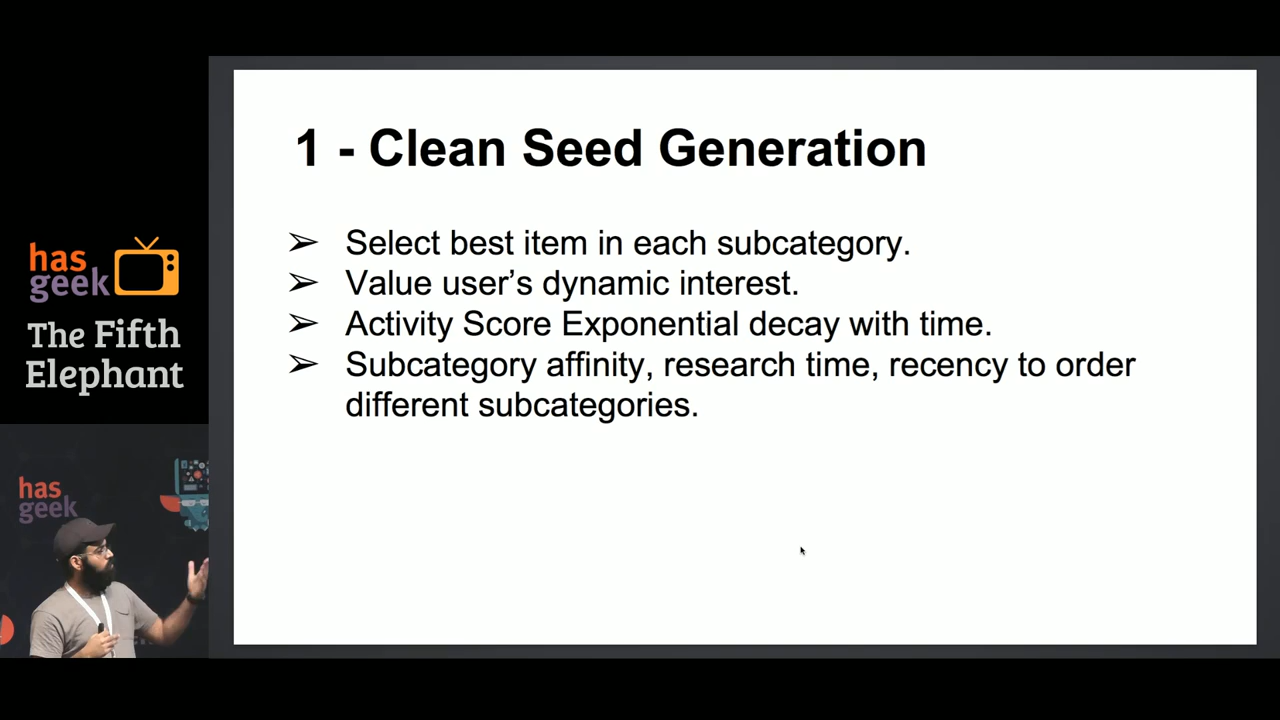 1 - Clean Seed Generation
➢ Select best item in each subcategory.
➢ Value user’s dynamic interest.
➢ Activity Score Exponential decay with time.
➢ Subcategory affinity, research time, recency to order
different subcategories.
has
geek
The Fifth
Elephant
has
geek